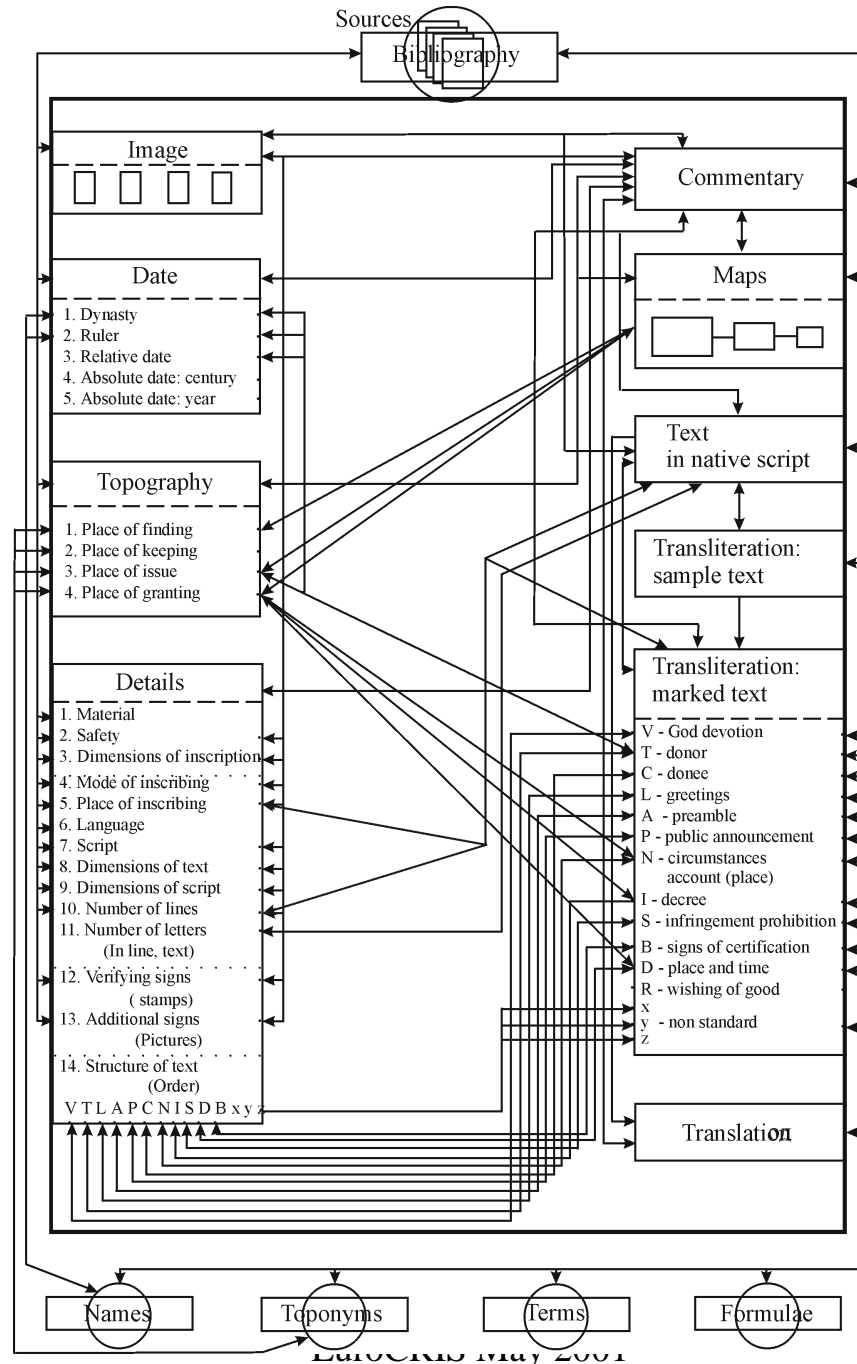 Sources
Bibliography
Image
Date
1. Dynasty
2. Ruler
3. Relative date
4. Absolute date: century
5. Absolute date: year
Topography
1. Place of finding
2. Place of keeping
3. Place of issue
4. Place of granting
Details
1. Material
2. Safety
3. Dimensions of inscription
4. Mode of inscribing
5. Place of inscribing
6. Language
7. Script
8. Dimensions of text
9. Dimensions of script
10. Number of lines
11. Number of letters
(In line, text)
12. Verifying signs
( stamps)
13. Additional signs
(Pictures)
14. Structure of text
(Order)
V T L A P C N I S D B x y z
Commentary
Maps
Text
in native script
Transliteration:
sample text
Transliteration:
marked text
V - God devotion
T - donor
C - donee
L - greetings
A - preamble
P - public announcement
N - circumstances
account (place)
I - decree
S - infringement prohibition
B - signs of certification
D - place and time
R - wishing of good
x
y - non standard
z
Translation
Names
Toponyms
Terms
Formulae
EuroCRIS May 2001